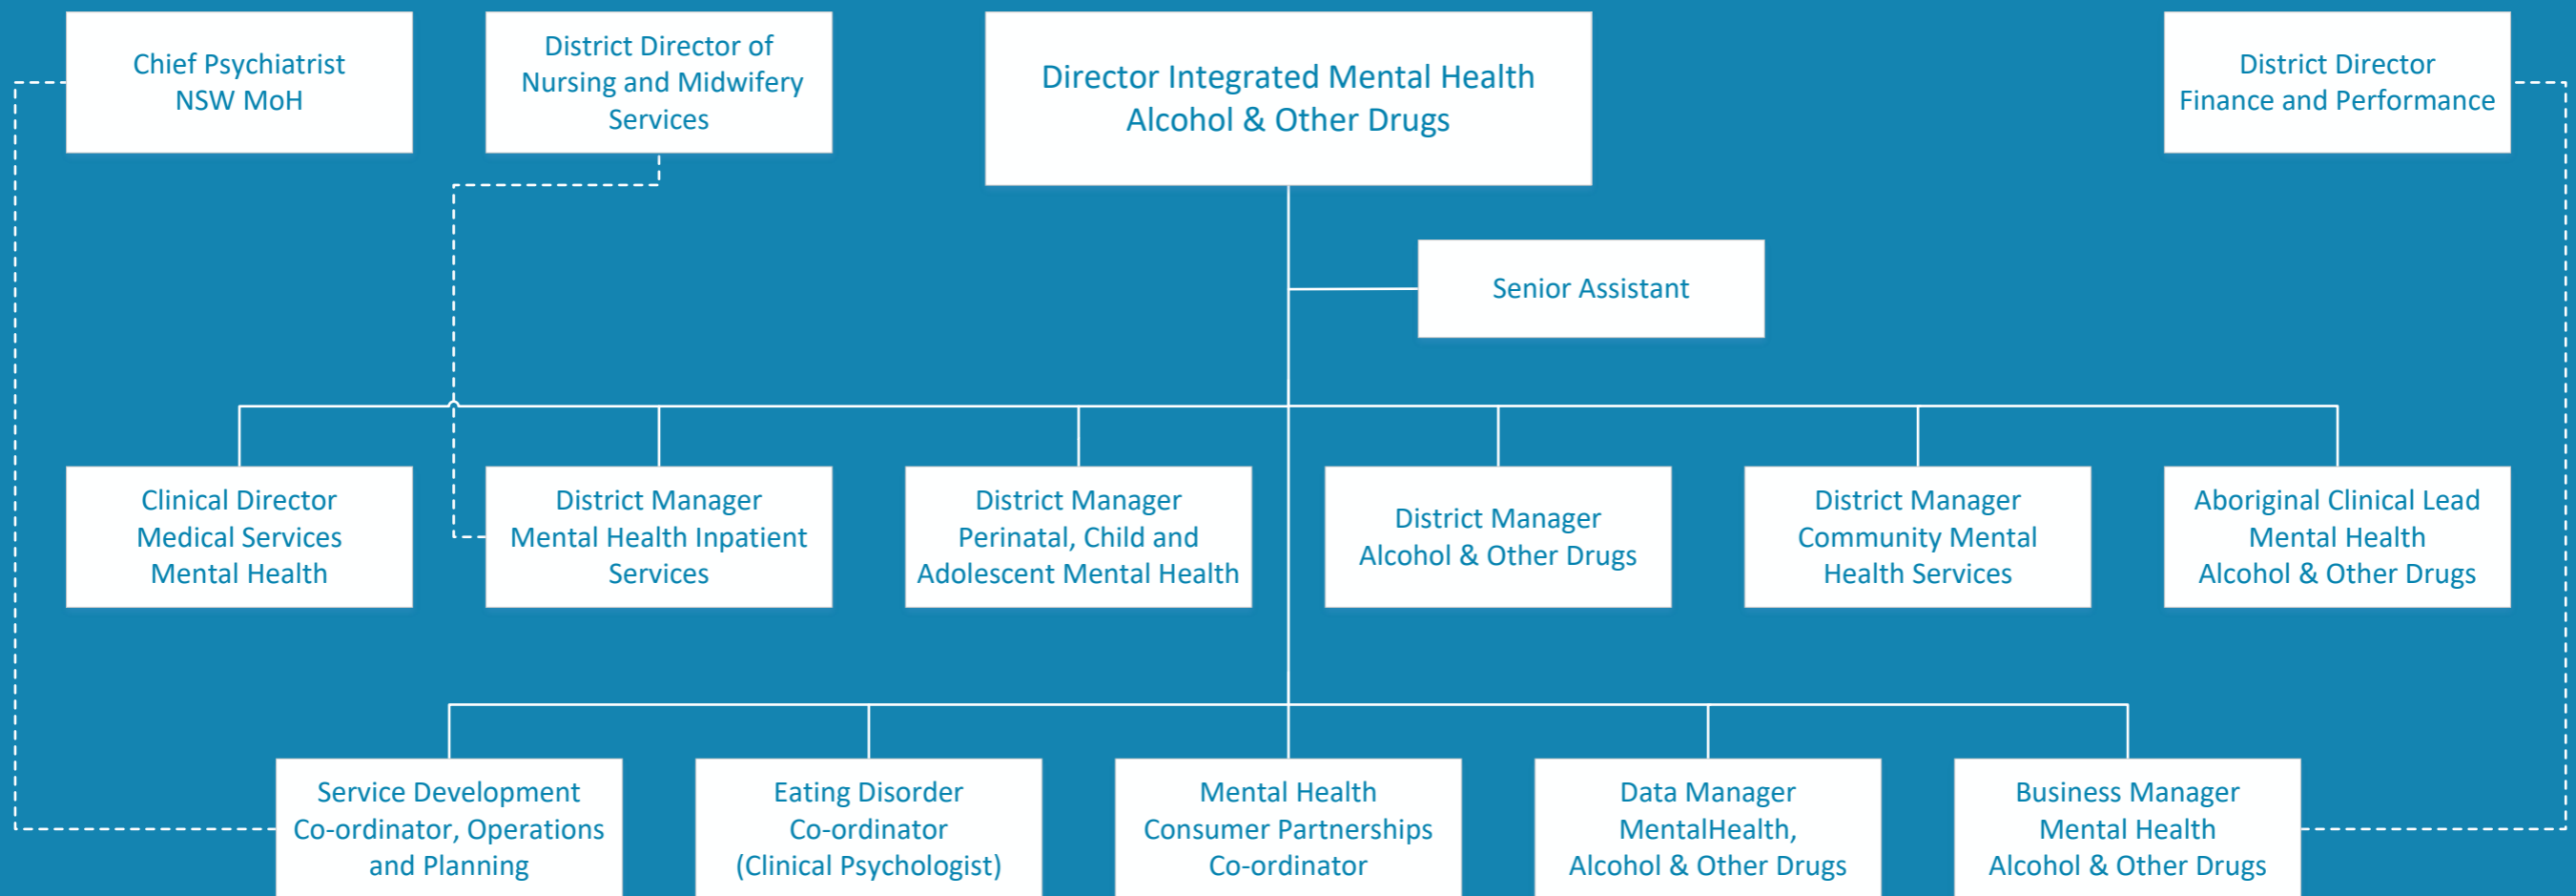 Chief Psychiatrist
NSW MoH
District Director of
Nursing and Midwifery
Services
Director Integrated Mental Health
Alcohol & Other Drugs
District Director
Finance and Performance
Senior Assistant
Clinical Director
Medical Services
Mental Health
District Manager
Mental Health Inpatient
Services
District Manager
Perinatal, Child and
Adolescent Mental Health
District Manager
Alcohol & Other Drugs
District Manager
Community Mental
Health Services
Aboriginal Clinical Lead
Mental Health
Alcohol & Other Drugs
Service Development
Co-ordinator, Operations
and Planning
Eating Disorder
Co-ordinator
(Clinical Psychologist)
Mental Health
Consumer Partnerships
Co-ordinator
Data Manager
MentalHealth,
Alcohol & Other Drugs
Business Manager
Mental Health
Alcohol & Other Drugs